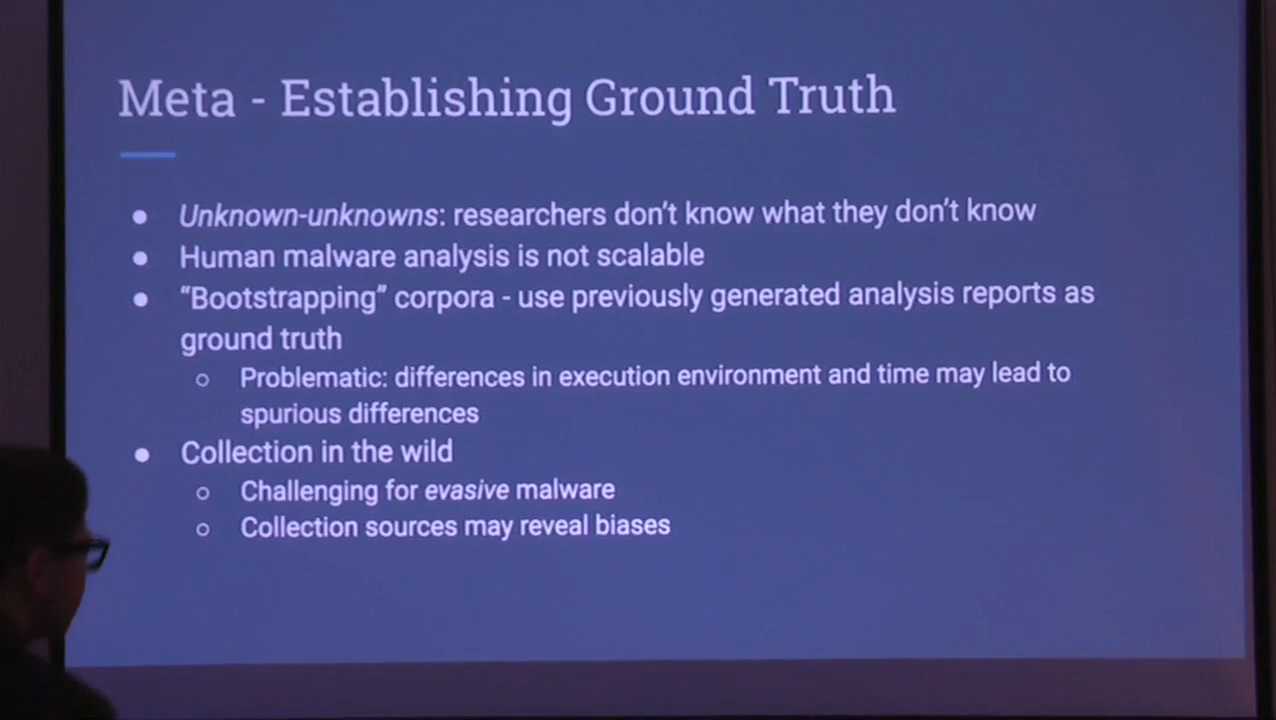 Meta - Establishing Ground Truth
● Unknown-unknowns: researchers don't know what they don't know
● Human malware analysis is not scalable
● “Bootstrapping” corpora - use previously generated analysis reports as
ground truth
○ Problematic: differences in execution environment and time may lead to
spurious differences
● Collection in the wild
○ Challenging for evasive malware
○ Collection sources may reveal biases